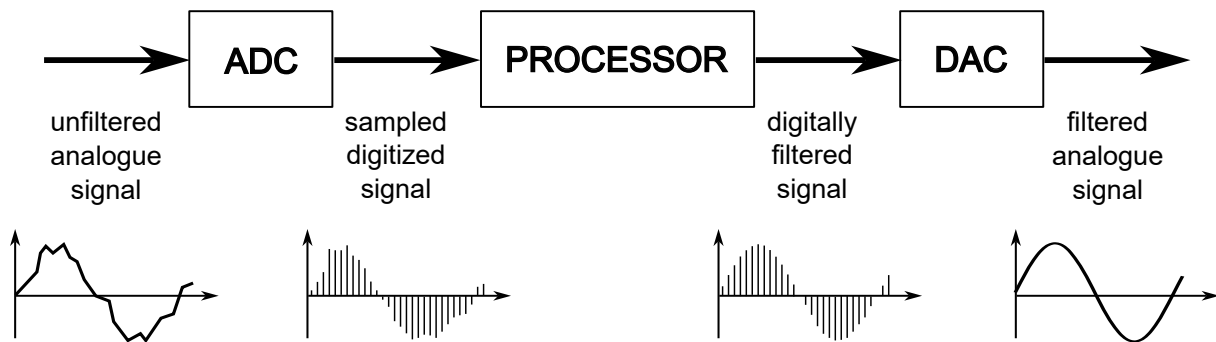 ADC
PROCESSOR
DAC
unfiltered
analogue
signal
sampled
digitized
signal
digitally
filtered
signal
filtered
analogue
signal